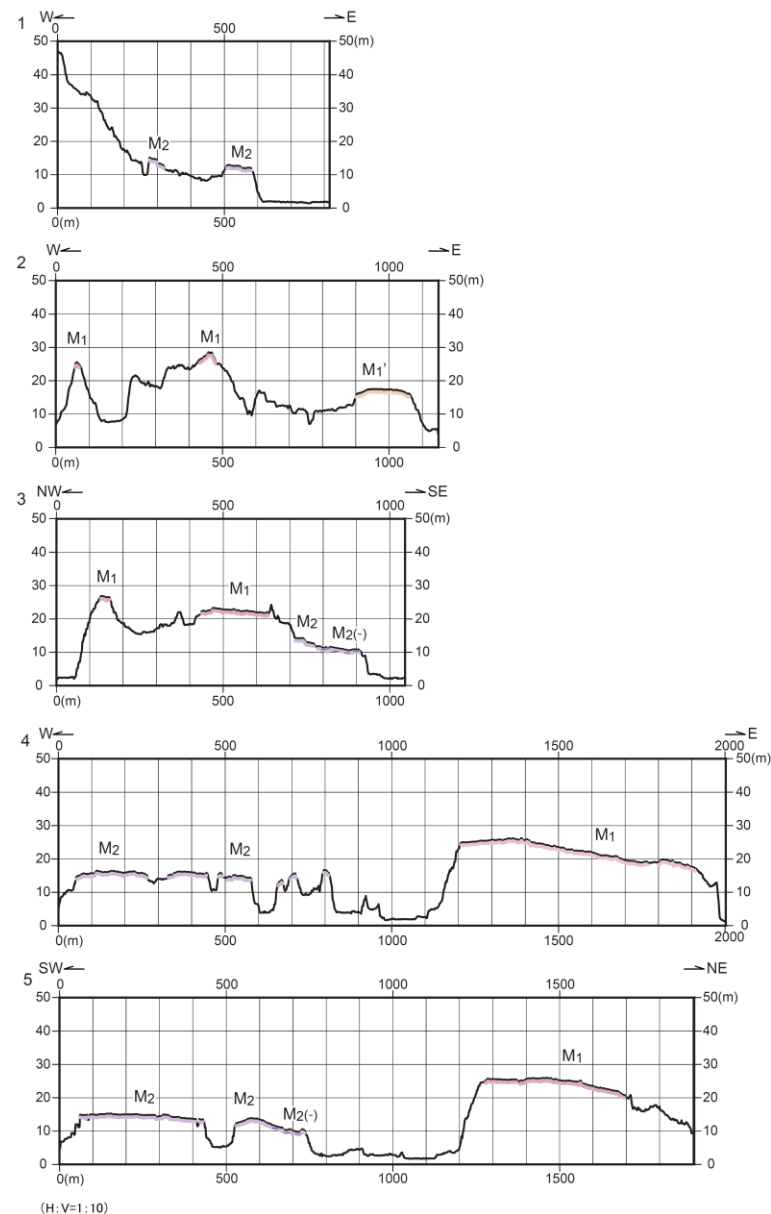 1 W← →E
0 500
50 50(m)
40 40
30 30
20 20
10 10
0 0
M2 M2
0(m) 500
2 W← →E
0 500 1000
50 50(m)
40 40
30 30
20 20
10 10
0 0
M1 M1 M1'
0(m) 500 1000
3 NW← →SE
0 500 1000
50 50(m)
40 40
30 30
20 20
10 10
0 0
M1 M1 M2 M2(-)
0(m) 500 1000
4 W← →E
0 500 1000 1500 2000
50 50(m)
40 40
30 30
20 20
10 10
0 0
M2 M2 M1
0(m) 500 1000 1500 2000
5 SW← →NE
0 500 1000 1500
50 50(m)
40 40
30 30
20 20
10 10
0 0
M2 M2 M2(-) M1
0(m) 500 1000 1500
(H:V=1:10)